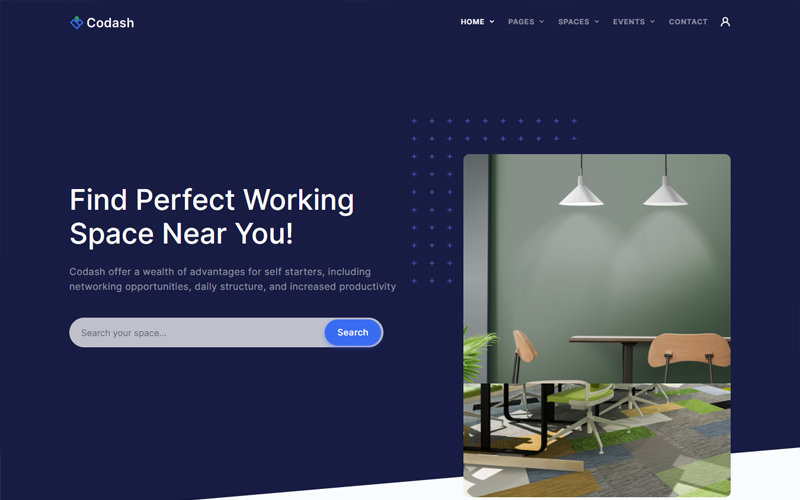 Codash
HOME
PAGES
SPACES
EVENTS
CONTACT
Find Perfect Working
Space Near You!
Codash offer a wealth of advantages for self starters, including
networking opportunities, daily structure, and increased productivity
Search your space...
Search